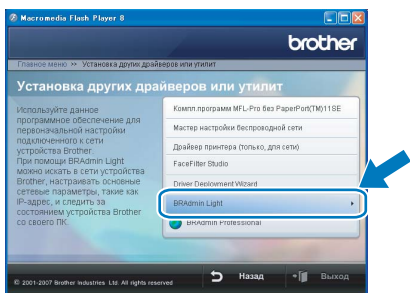 Macromedia Flash Player 8
brother
Главное меню >> Установка других драйверов или утилит
Установка других драйверов или утилит
Используйте данное
программное обеспечение для
первоначальной настройки
подключенного к сети
устройства Brother.
При помощи BRAdmin Light
можно искать в сети устройства
Brother, настраивать основные
сетевые параметры, такие как
IP-адрес, и следить за
состоянием устройства Brother
со своего ПК.
Компл.программ MFL-Pro без PaperPort(TM)11SE
Мастер настройки беспроводной сети
Драйвер принтера (только, для сети)
FaceFilter Studio
Driver Deployment Wizard
BRAdmin Light
BRAdmin Professional
© 2001-2007 Brother Industries Ltd. All rights reserved
Назад
Выход